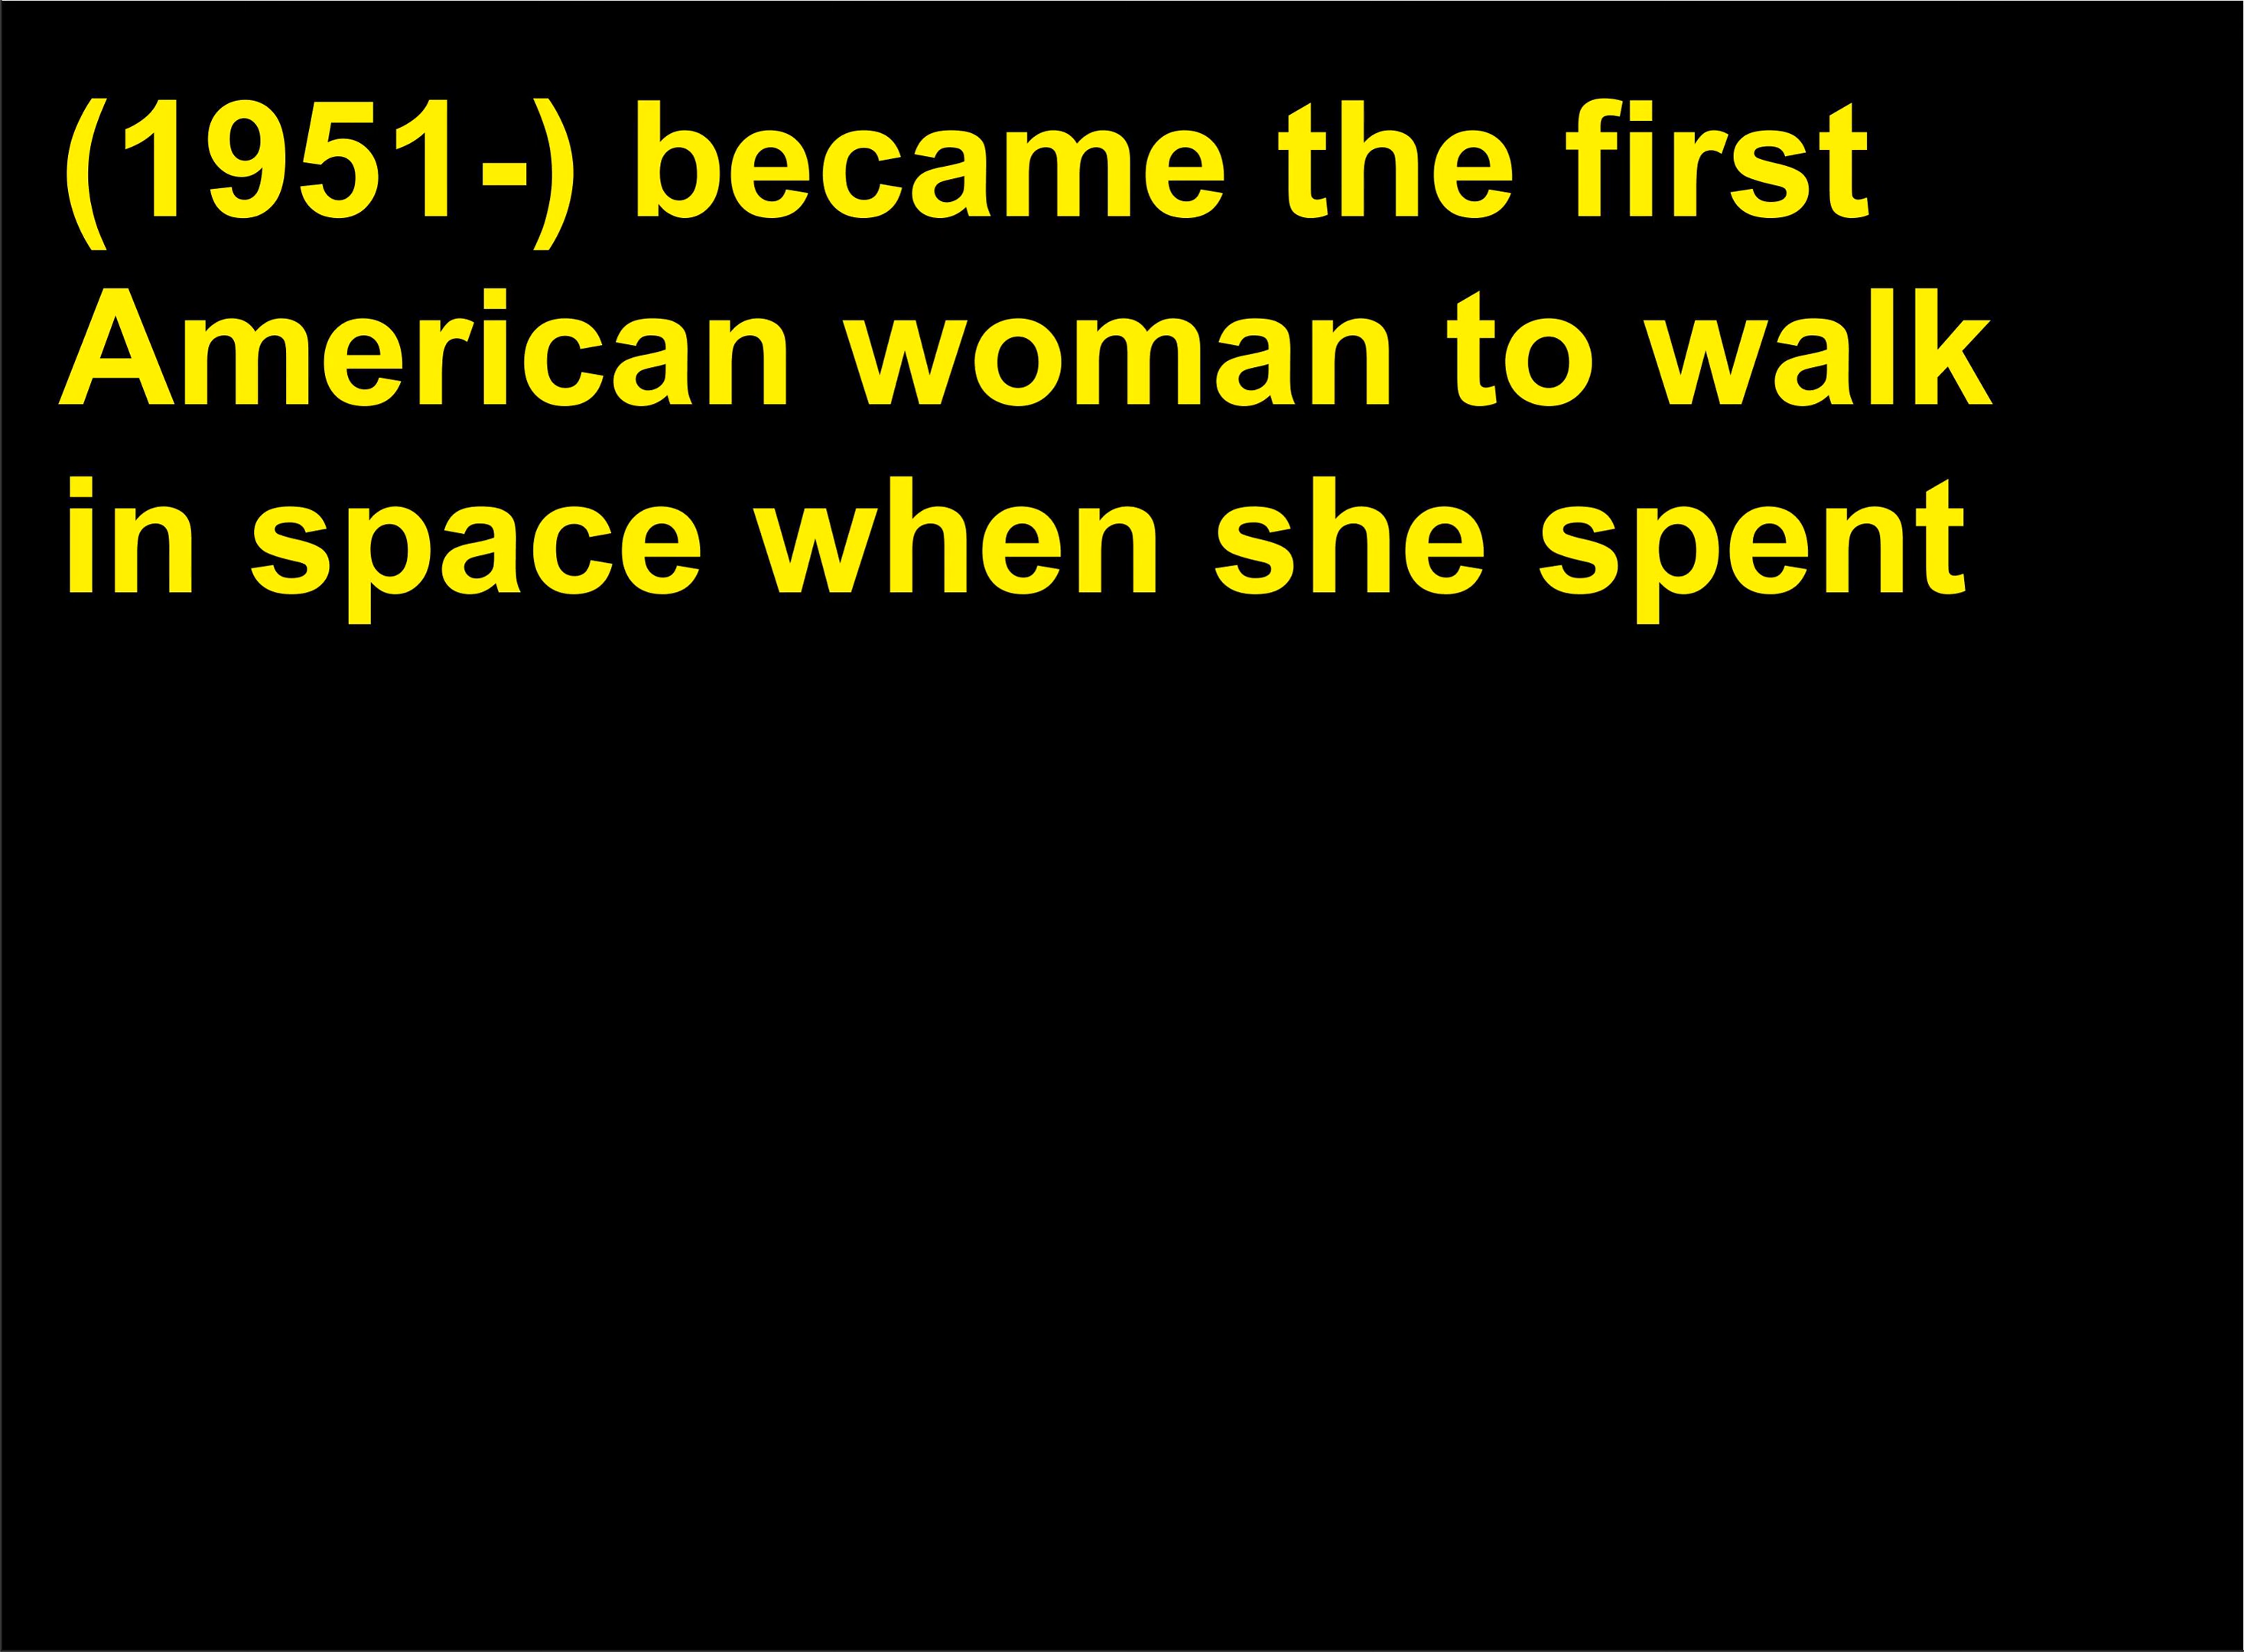 (1951-) became the first
American woman to walk
in space when she spent